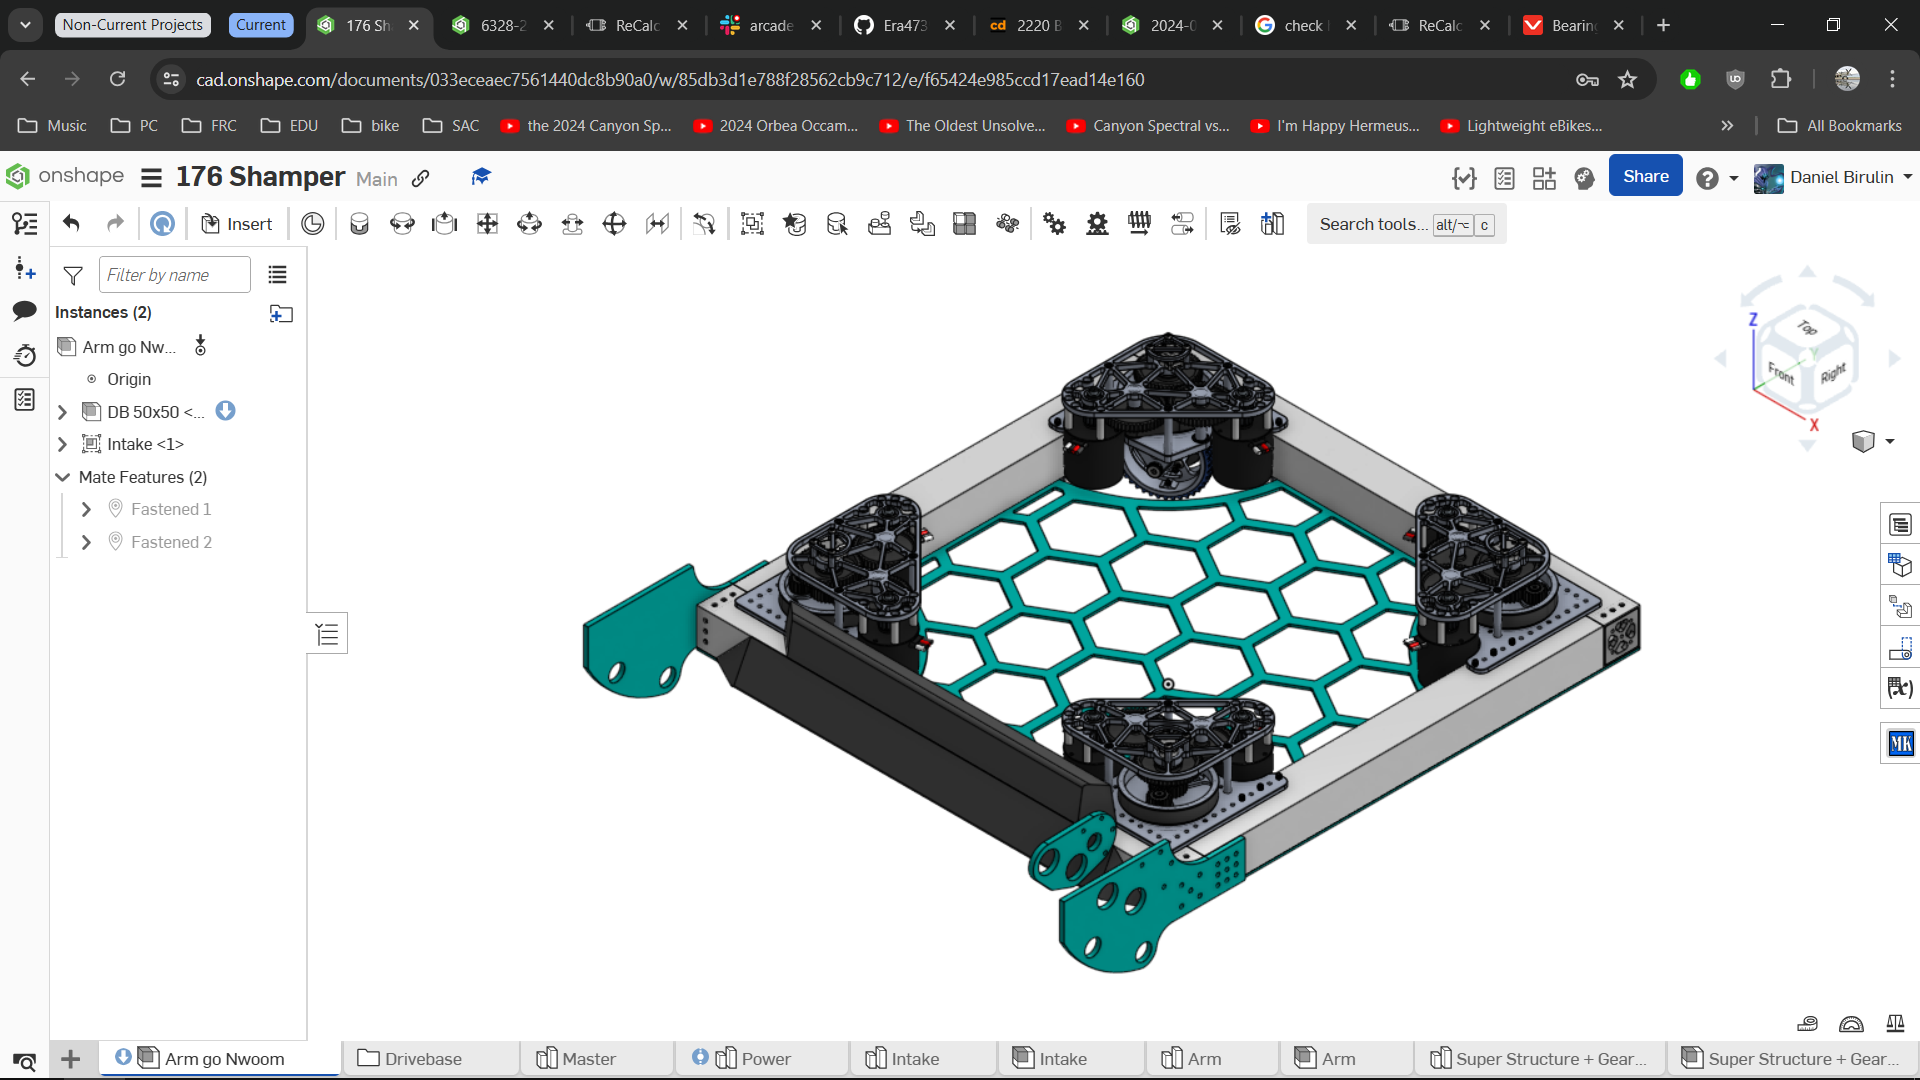 Non-Current Projects
Current
176 Sh
6328-2
ReCalc
arcade
Era473
2220 B
2024-0
check
ReCalc
Bearin
cad.onshape.com/documents/033eceaec7561440dc8b90a0/w/85db3d1e788f28562cb9c712/e/f65424e985ccd17ead14e160
Music
PC
FRC
EDU
bike
SAC
the 2024 Canyon Sp...
2024 Orbea Occam...
The Oldest Unsolve...
Canyon Spectral vs...
I'm Happy Hermeus...
Lightweight eBikes...
All Bookmarks
onshape
176 Shamper
Main
Share
Daniel Birulin
Insert
Search tools... alt/⌥ c
Filter by name
Instances (2)
Arm go Nw...
Origin
DB 50x50 <...
Intake <1>
Mate Features (2)
Fastened 1
Fastened 2
Z
Top
Y
Front
Right
X
(x)
MK
Arm go Nwoom
Drivebase
Master
Power
Intake
Intake
Arm
Arm
Super Structure + Gear...
Super Structure + Gear...